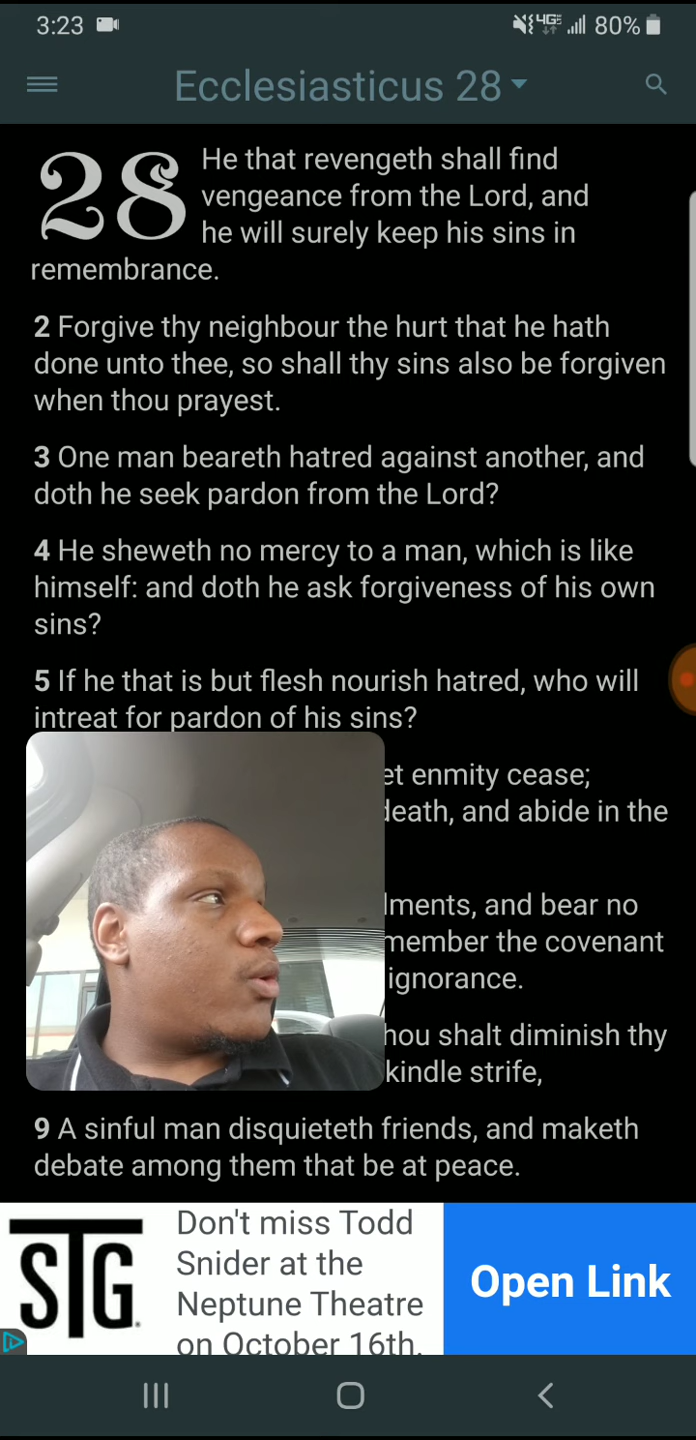 3:23
4G 80%
Ecclesiasticus 28
28 He that revengeth shall find
vengeance from the Lord, and
he will surely keep his sins in
remembrance.
2 Forgive thy neighbour the hurt that he hath
done unto thee, so shall thy sins also be forgiven
when thou prayest.
3 One man beareth hatred against another, and
doth he seek pardon from the Lord?
4 He sheweth no mercy to a man, which is like
himself: and doth he ask forgiveness of his own
sins?
5 If he that is but flesh nourish hatred, who will
intreat for pardon of his sins?
et enmity cease;
death, and abide in the
dments, and bear no
member the covenant
ignorance.
hou shalt diminish thy
kindle strife,
9 A sinful man disquieteth friends, and maketh
debate among them that be at peace.
STG
Don't miss Todd
Snider at the
Neptune Theatre
on October 16th.
Open Link